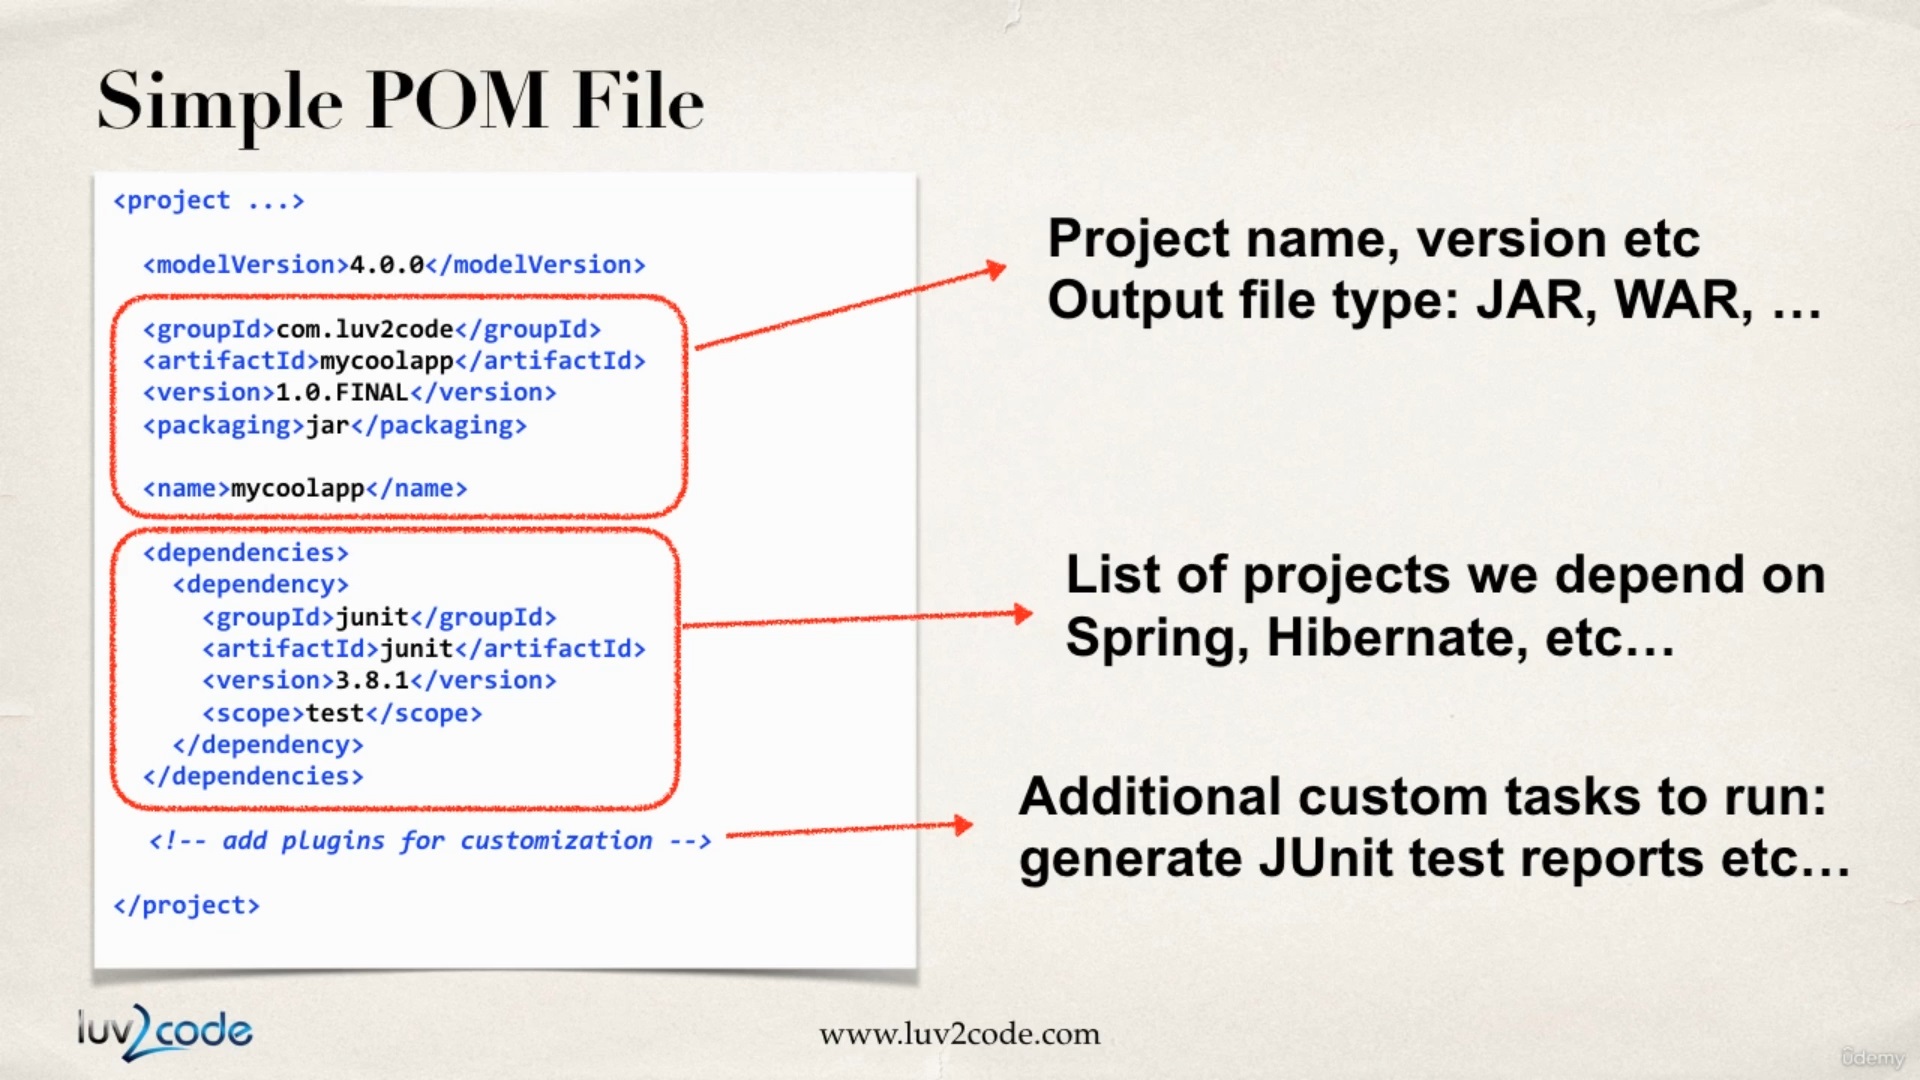 Simple POM File
<project ...>
<modelVersion>4.0.0</modelVersion>
<groupId>com.luv2code</groupId>
<artifactId>mycoolapp</artifactId>
<version>1.0.FINAL</version>
<packaging>jar</packaging>
<name>mycoolapp</name>
<dependencies>
<dependency>
<groupId>junit</groupId>
<artifactId>junit</artifactId>
<version>3.8.1</version>
<scope>test</scope>
</dependency>
</dependencies>
<!-- add plugins for customization -->
</project>
Project name, version etc
Output file type: JAR, WAR, …
List of projects we depend on
Spring, Hibernate, etc…
Additional custom tasks to run:
generate JUnit test reports etc…
luv2code
www.luv2code.com
ûdemy